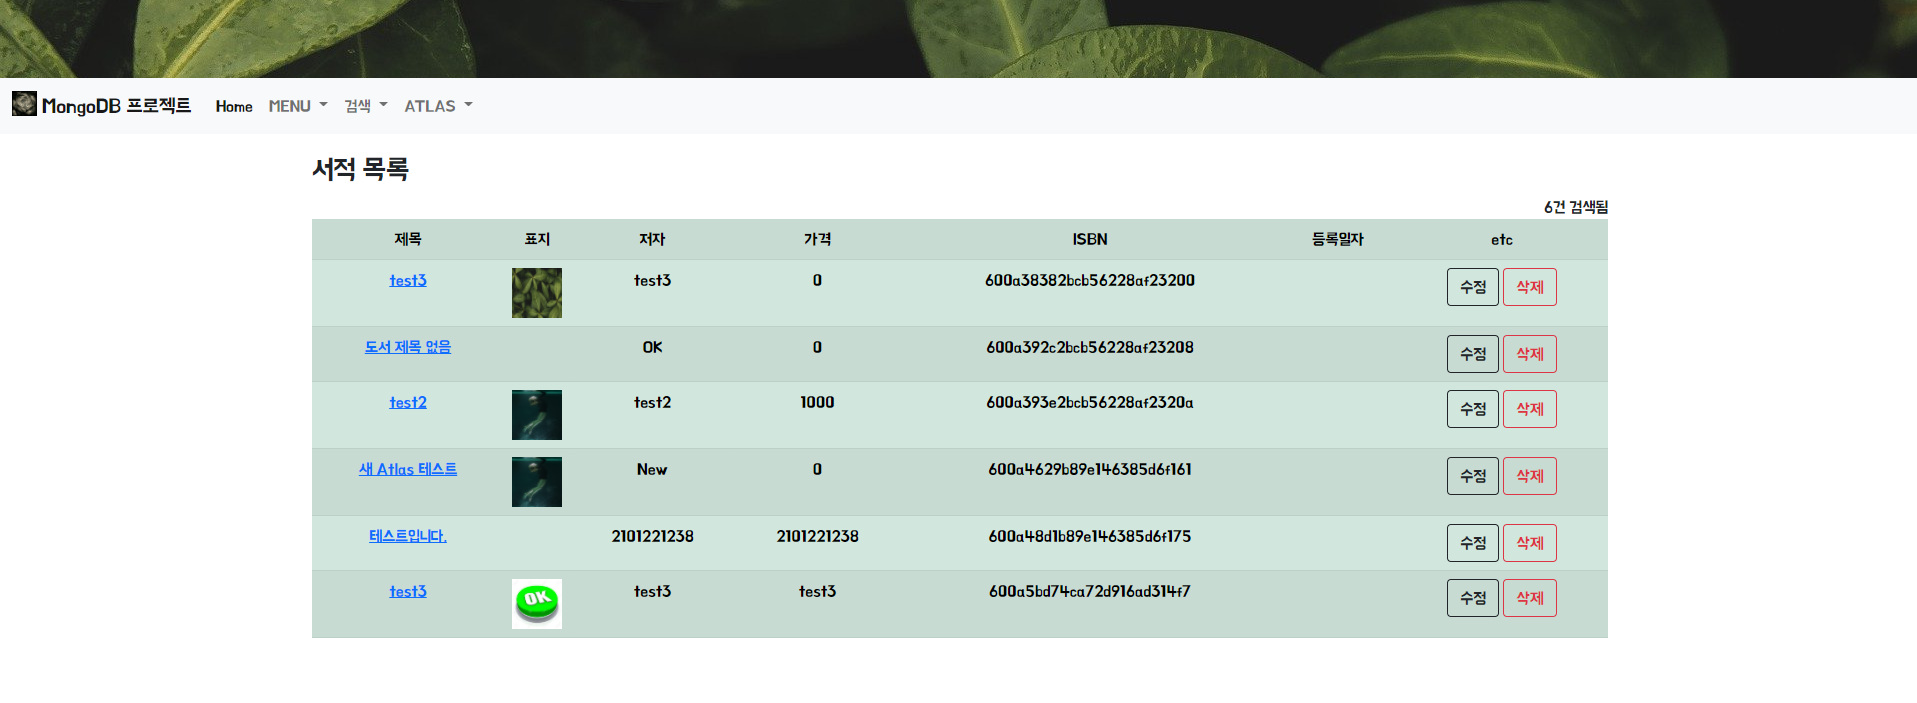 MongoDB 프로젝트 Home MENU 검색 ATLAS
서적 목록
6건 검색됨
제목 표지 저자 가격 ISBN 등록일자 etc
test3 test3 0 600a38382bcb56228af23200 수정 삭제
도서 제목 없음 OK 0 600a392c2bcb56228af23208 수정 삭제
test2 test2 1000 600a393e2bcb56228af2320a 수정 삭제
새 Atlas 테스트 New 0 600a4629b89e146385d6f161 수정 삭제
테스트입니다. 2101221238 2101221238 600a48d1b89e146385d6f175 수정 삭제
test3 OK test3 test3 600a5bd74ca72d916ad314f7 수정 삭제